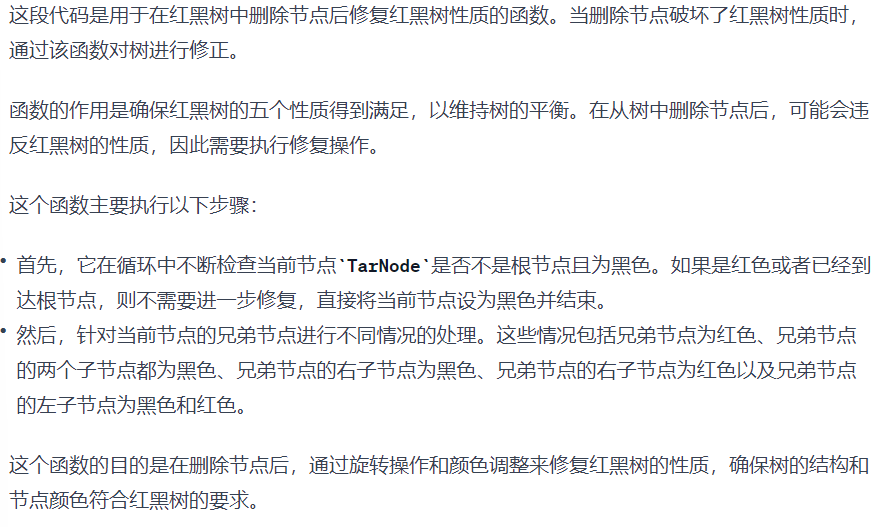 这段代码是用于在红黑树中删除节点后修复红黑树性质的函数。当删除节点破坏了红黑树性质时，
通过该函数对树进行修正。
函数的作用是确保红黑树的五个性质得到满足，以维持树的平衡。在从树中删除节点后，可能会违
反红黑树的性质，因此需要执行修复操作。
这个函数主要执行以下步骤：
• 首先，它在循环中不断检查当前节点`TarNode`是否不是根节点且为黑色。如果是红色或者已经到
达根节点，则不需要进一步修复，直接将当前节点设为黑色并结束。
• 然后，针对当前节点的兄弟节点进行不同情况的处理。这些情况包括兄弟节点为红色、兄弟节点
的两个子节点都为黑色、兄弟节点的右子节点为黑色、兄弟节点的右子节点为红色以及兄弟节点
的左子节点为黑色和红色。
这个函数的目的是在删除节点后，通过旋转操作和颜色调整来修复红黑树的性质，确保树的结构和
节点颜色符合红黑树的要求。